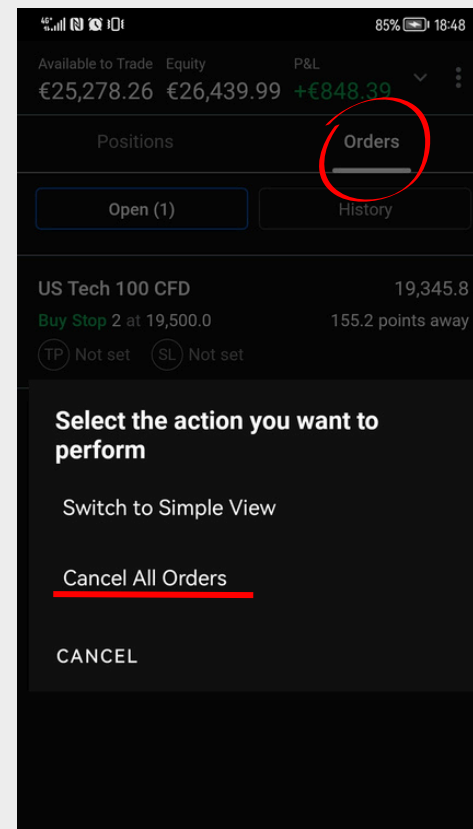 85% 18:48
Available to Trade Equity P&L
€25,278.26 €26,439.99 +€848.39
Positions Orders
Open (1) History
US Tech 100 CFD 19,345.8
Buy Stop 2 at 19,500.0 155.2 points away
TP Not set SL Not set
Select the action you want to
perform
Switch to Simple View
Cancel All Orders
CANCEL